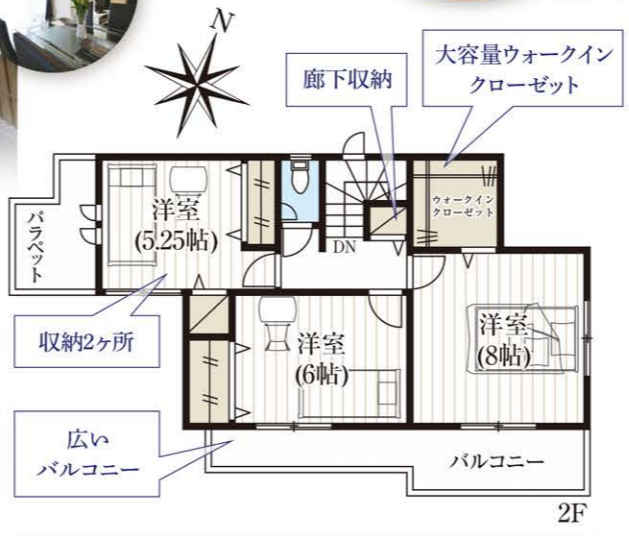 N
大容量ウォークイン
クローゼット
廊下収納
パラペット
洋室
(5.25帖)
ウォークイン
クローゼット
DN
収納2ヶ所
洋室
(6帖)
洋室
(8帖)
広い
バルコニー
バルコニー
2F